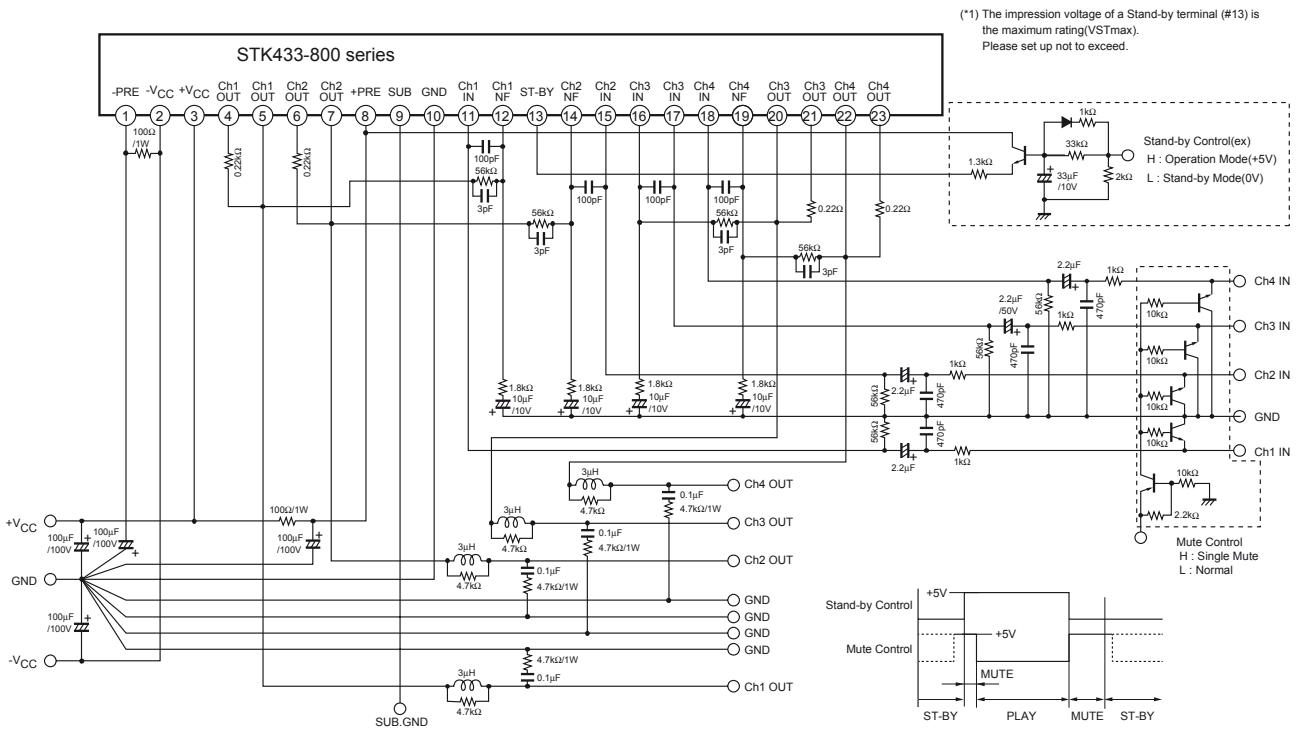 (*1) The impression voltage of a Stand-by terminal (#13) is
the maximum rating(VSTmax).
Please set up not to exceed.
STK433-800 series
-PRE -VCC +VCC Ch1 OUT Ch1 OUT Ch2 OUT Ch2 OUT +PRE SUB GND Ch1 IN Ch1 NF ST-BY Ch2 NF Ch2 IN Ch3 IN Ch3 IN Ch4 IN Ch4 NF Ch3 OUT Ch3 OUT Ch4 OUT Ch4 OUT
1 2 3 4 5 6 7 8 9 10 11 12 13 14 15 16 17 18 19 20 21 22 23
100Ω
/1W
0.22kΩ
0.22kΩ
100pF
56kΩ
3pF
100pF
56kΩ
3pF
100pF
100pF
56kΩ
3pF
56kΩ
3pF
0.22Ω
0.22Ω
1.3kΩ
1kΩ
33kΩ
33µF
/10V
2kΩ
Stand-by Control(ex)
H : Operation Mode(+5V)
L : Stand-by Mode(0V)
2.2µF
1kΩ
56kΩ
470pF
Ch4 IN
10kΩ
2.2µF
/50V
1kΩ
56kΩ
470pF
Ch3 IN
10kΩ
1kΩ
2.2µF
56kΩ
470pF
Ch2 IN
10kΩ
GND
56kΩ
470pF
10kΩ
2.2µF
1kΩ
Ch1 IN
1.8kΩ
10µF
/10V
1.8kΩ
10µF
/10V
1.8kΩ
10µF
/10V
1.8kΩ
10µF
/10V
10kΩ
2.2kΩ
Mute Control
H : Single Mute
L : Normal
3µH
4.7kΩ
0.1µF
4.7kΩ/1W
Ch4 OUT
3µH
4.7kΩ
0.1µF
4.7kΩ/1W
Ch3 OUT
3µH
4.7kΩ
0.1µF
4.7kΩ/1W
Ch2 OUT
+VCC
100µF
/100V
100µF
/100V
100Ω/1W
100µF
/100V
GND
100µF
/100V
-VCC
GND
GND
GND
GND
4.7kΩ/1W
0.1µF
3µH
4.7kΩ
Ch1 OUT
SUB.GND
Stand-by Control
+5V
Mute Control
+5V
MUTE
ST-BY PLAY MUTE ST-BY